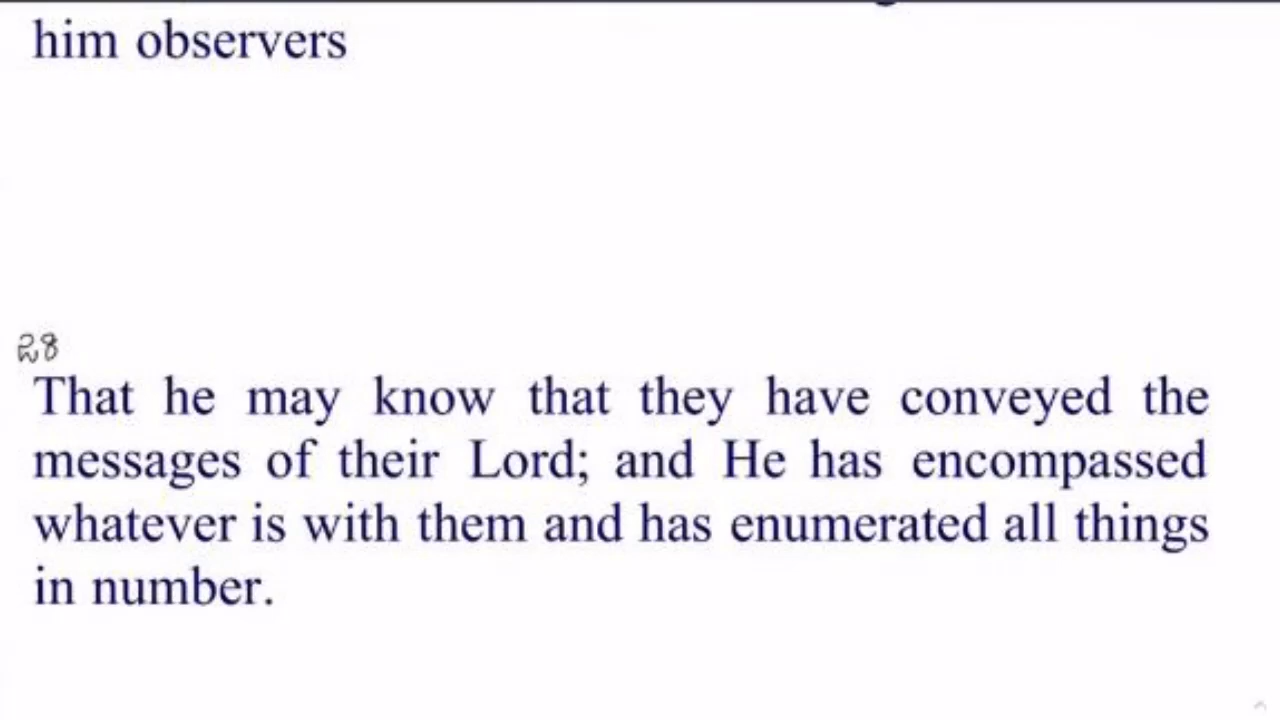 him observers
28
That he may know that they have conveyed the
messages of their Lord; and He has encompassed
whatever is with them and has enumerated all things
in number.